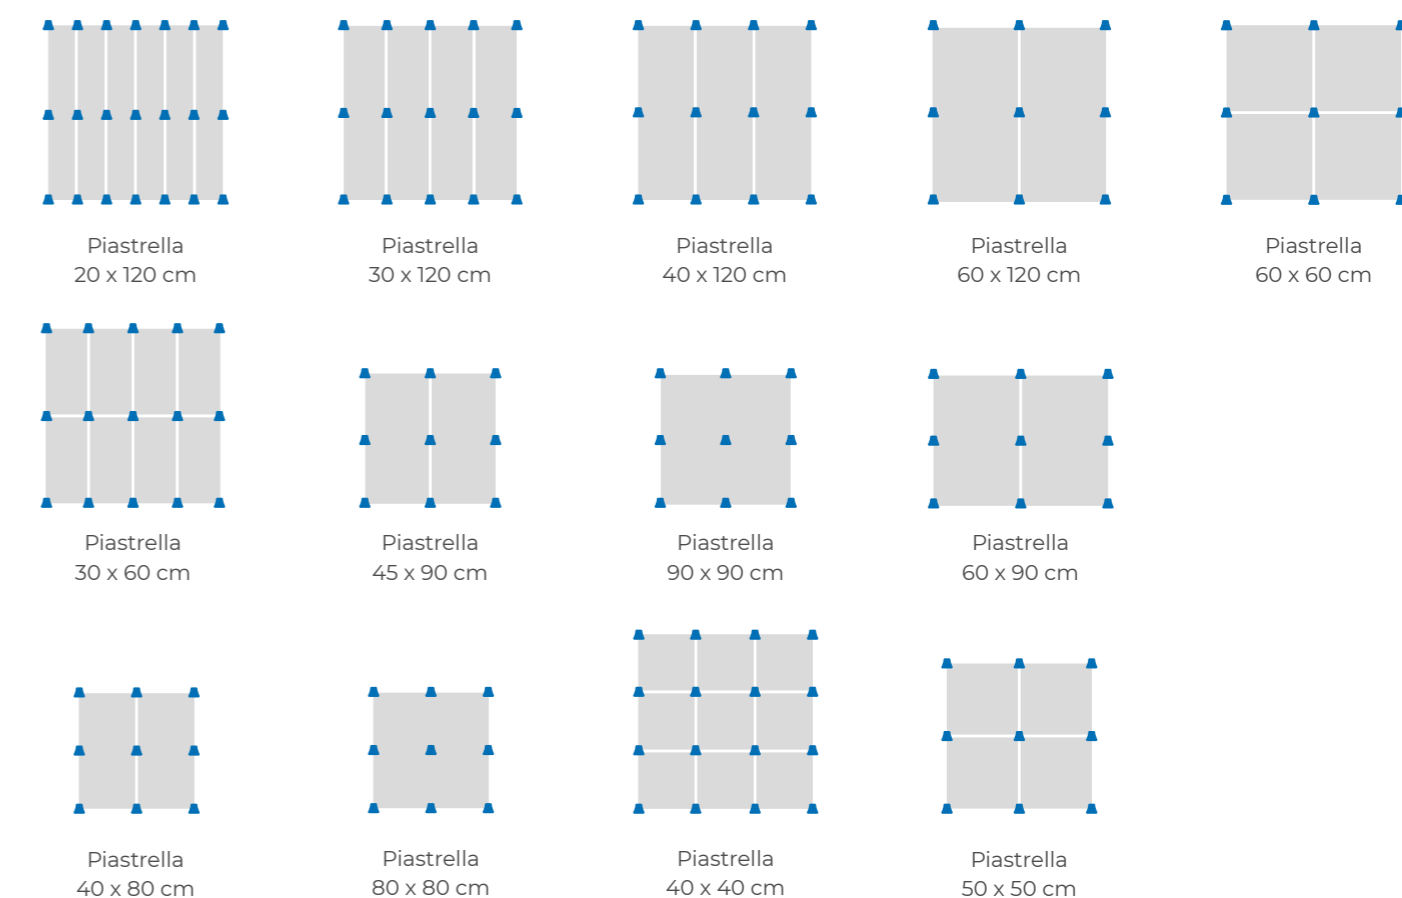 Piastrella
20 x 120 cm
Piastrella
30 x 120 cm
Piastrella
40 x 120 cm
Piastrella
60 x 120 cm
Piastrella
60 x 60 cm
Piastrella
30 x 60 cm
Piastrella
45 x 90 cm
Piastrella
90 x 90 cm
Piastrella
60 x 90 cm
Piastrella
40 x 80 cm
Piastrella
80 x 80 cm
Piastrella
40 x 40 cm
Piastrella
50 x 50 cm